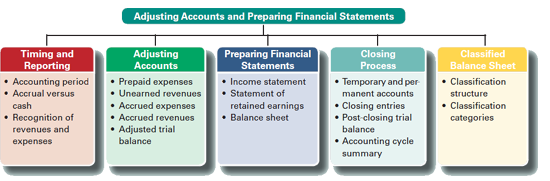 Adjusting Accounts and Preparing Financial Statements
Timing and
Reporting
• Accounting period
• Accrual versus
cash
• Recognition of
revenues and
expenses
Adjusting
Accounts
• Prepaid expenses
• Unearned revenues
• Accrued expenses
• Accrued revenues
• Adjusted trial
balance
Preparing Financial
Statements
• Income statement
• Statement of
retained earnings
• Balance sheet
Closing
Process
• Temporary and per-
manent accounts
• Closing entries
• Post-closing trial
balance
• Accounting cycle
summary
Classified
Balance Sheet
• Classification
structure
• Classification
categories